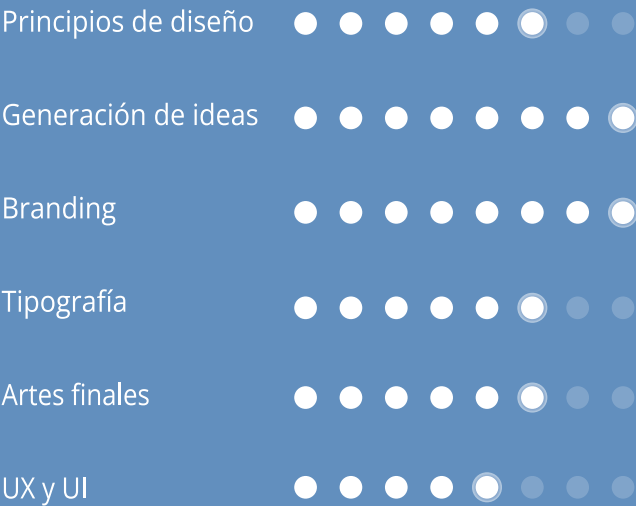 Principios de diseño
Generación de ideas
Branding
Tipografía
Artes finales
UX y UI